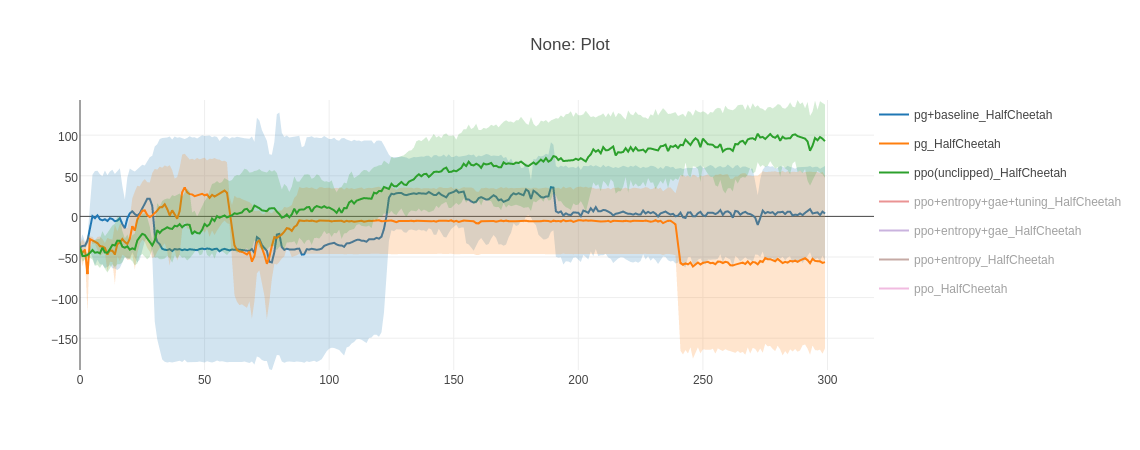 None: Plot
100
50
0
−50
−100
−150
0
50
100
150
200
250
300
pg+baseline_HalfCheetah
pg_HalfCheetah
ppo(unclipped)_HalfCheetah
ppo+entropy+gae+tuning_HalfCheetah
ppo+entropy+gae_HalfCheetah
ppo+entropy_HalfCheetah
ppo_HalfCheetah